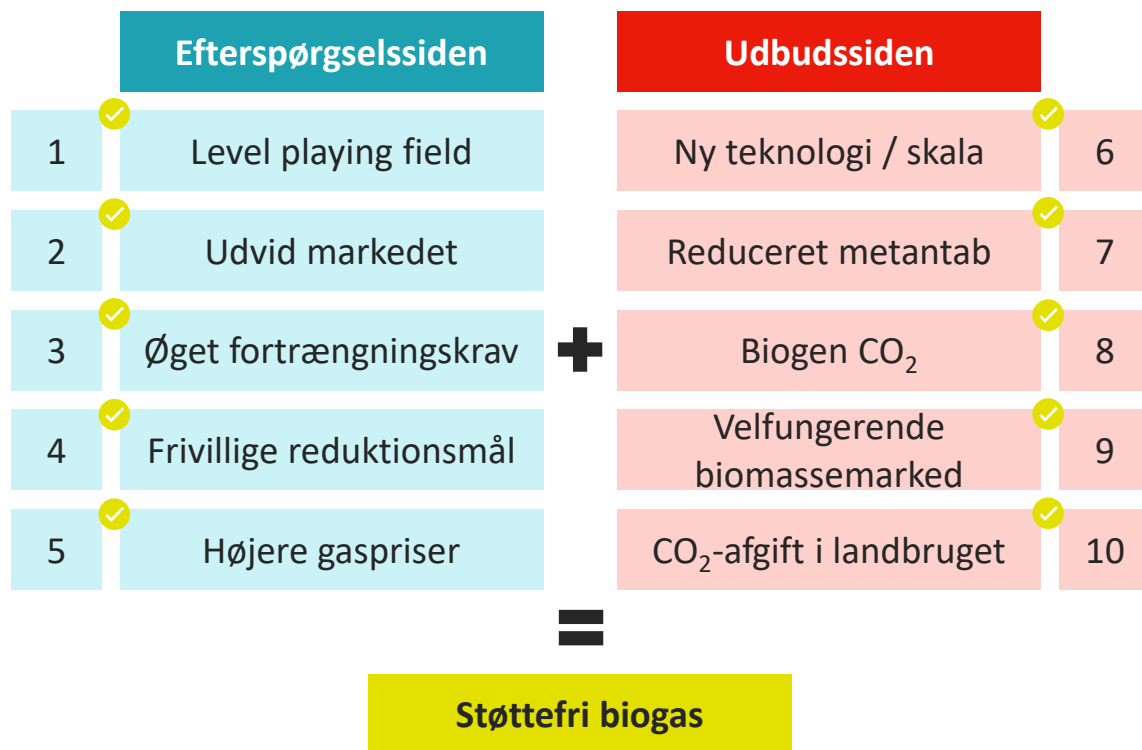 Efterspørgselssiden
Udbudssiden
1 Level playing field
Ny teknologi / skala 6
2 Udvid markedet
Reduceret metantab 7
3 Øget fortrængningskrav
+
Biogen CO₂ 8
4 Frivillige reduktionsmål
Velfungerende
biomassemarked 9
5 Højere gaspriser
CO₂-afgift i landbruget 10
=
Støttefri biogas